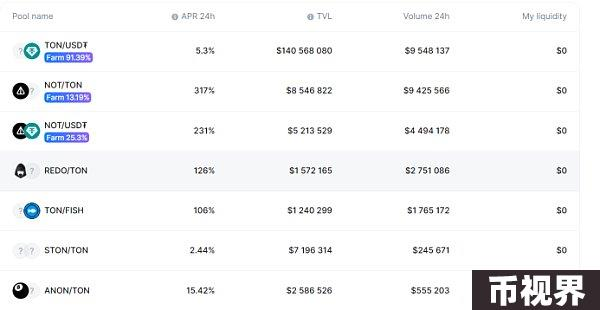 Pool name APR 24h TVL Volume 24h My liquidity
TON/USD₮ 5.3% $140 568 080 $9 548 137 $0
Farm 91.39%
NOT/TON 317% $8 546 822 $9 425 566 $0
Farm 13.19%
NOT/USD₮ 231% $5 213 529 $4 494 178 $0
Farm 25.3%
REDO/TON 126% $1 572 165 $2 751 086 $0
TON/FISH 106% $1 240 299 $1 765 172 $0
STON/TON 2.44% $7 196 314 $245 671 $0
ANON/TON 15.42% $2 586 526 $555 203
币视界